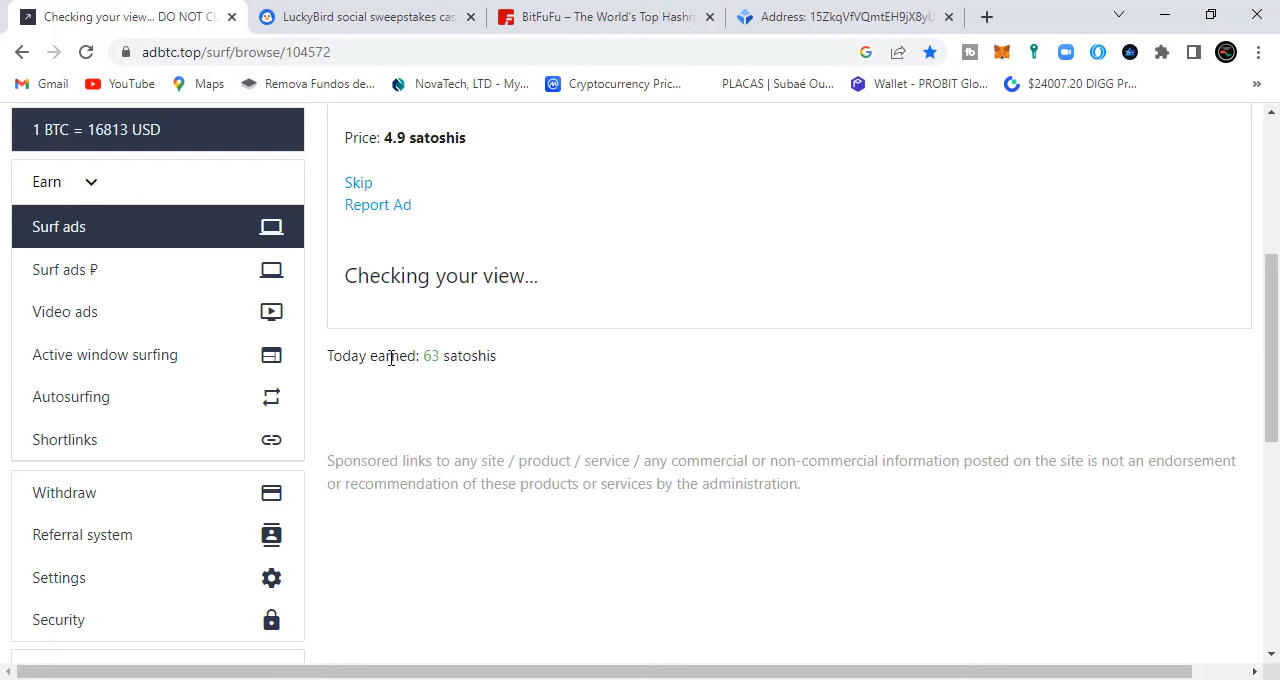 Checking your view... DO NOT CL
LuckyBird social sweepstakes cas
BitFuFu – The World's Top Hashra
Address: 15ZkqVfVQmtEH9jX8yU
adbtc.top/surf/browse/104572
Gmail
YouTube
Maps
Remova Fundos de...
NovaTech, LTD - My...
Cryptocurrency Pric...
PLACAS | Subaé Ou...
Wallet - PROBIT Glo...
$24007.20 DIGG Pr...
»
1 BTC = 16813 USD
Earn
Surf ads
Surf ads ₽
Video ads
Active window surfing
Autosurfing
Shortlinks
Withdraw
Referral system
Settings
Security
Price: 4.9 satoshis
Skip
Report Ad
Checking your view...
Today earned: 63 satoshis
Sponsored links to any site / product / service / any commercial or non-commercial information posted on the site is not an endorsement
or recommendation of these products or services by the administration.